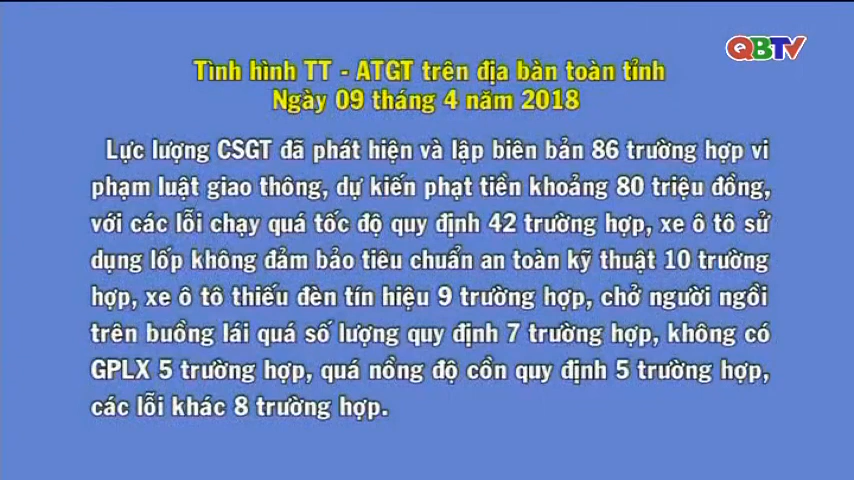 QBTV
Tình hình TT - ATGT trên địa bàn toàn tỉnh
Ngày 09 tháng 4 năm 2018
Lực lượng CSGT đã phát hiện và lập biên bản 86 trường hợp vi
phạm luật giao thông, dự kiến phạt tiền khoảng 80 triệu đồng,
với các lỗi chạy quá tốc độ quy định 42 trường hợp, xe ô tô sử
dụng lốp không đảm bảo tiêu chuẩn an toàn kỹ thuật 10 trường
hợp, xe ô tô thiếu đèn tín hiệu 9 trường hợp, chở người ngồi
trên buồng lái quá số lượng quy định 7 trường hợp, không có
GPLX 5 trường hợp, quá nồng độ cồn quy định 5 trường hợp,
các lỗi khác 8 trường hợp.